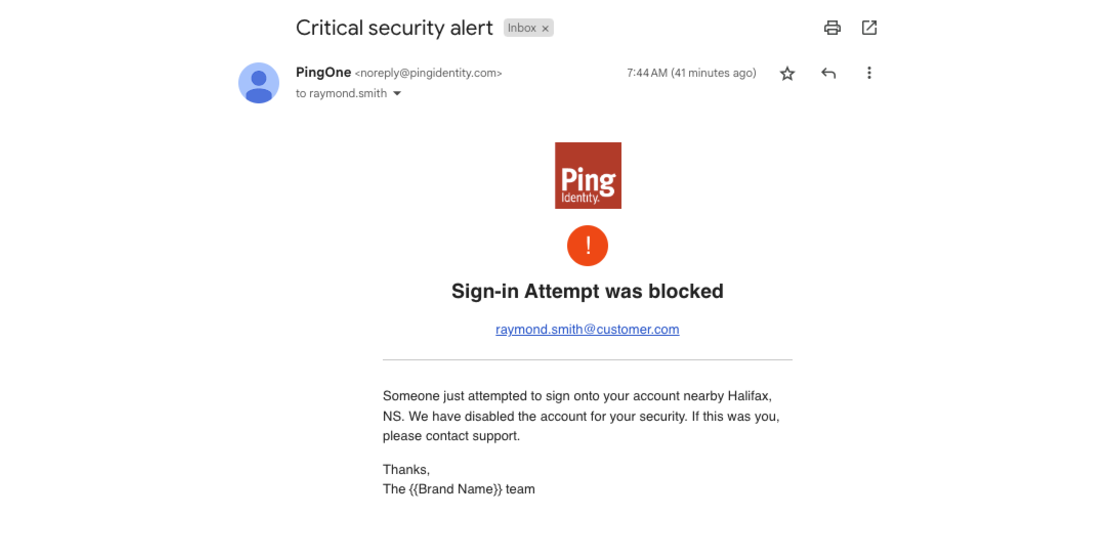 Critical security alert Inbox ×
PingOne <noreply@pingidentity.com> 7:44 AM (41 minutes ago)
to raymond.smith
Ping
Identity.
!
Sign-in Attempt was blocked
raymond.smith@customer.com
Someone just attempted to sign onto your account nearby Halifax,
NS. We have disabled the account for your security. If this was you,
please contact support.
Thanks,
The {{Brand Name}} team